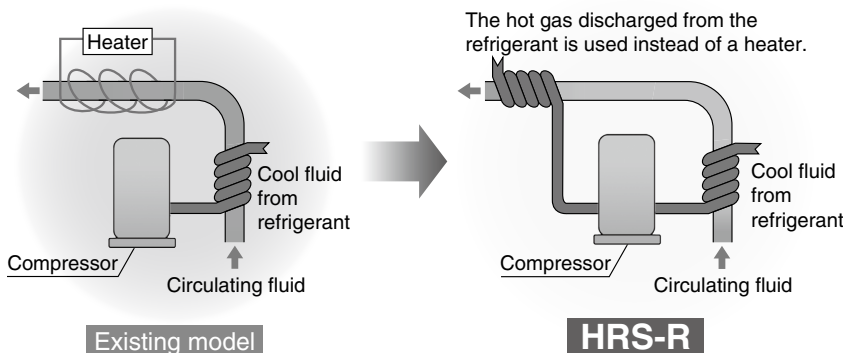 Heater
Cool fluid
from
refrigerant
Compressor
Circulating fluid
Existing model
The hot gas discharged from the
refrigerant is used instead of a heater.
Cool fluid
from
refrigerant
Compressor
Circulating fluid
HRS-R